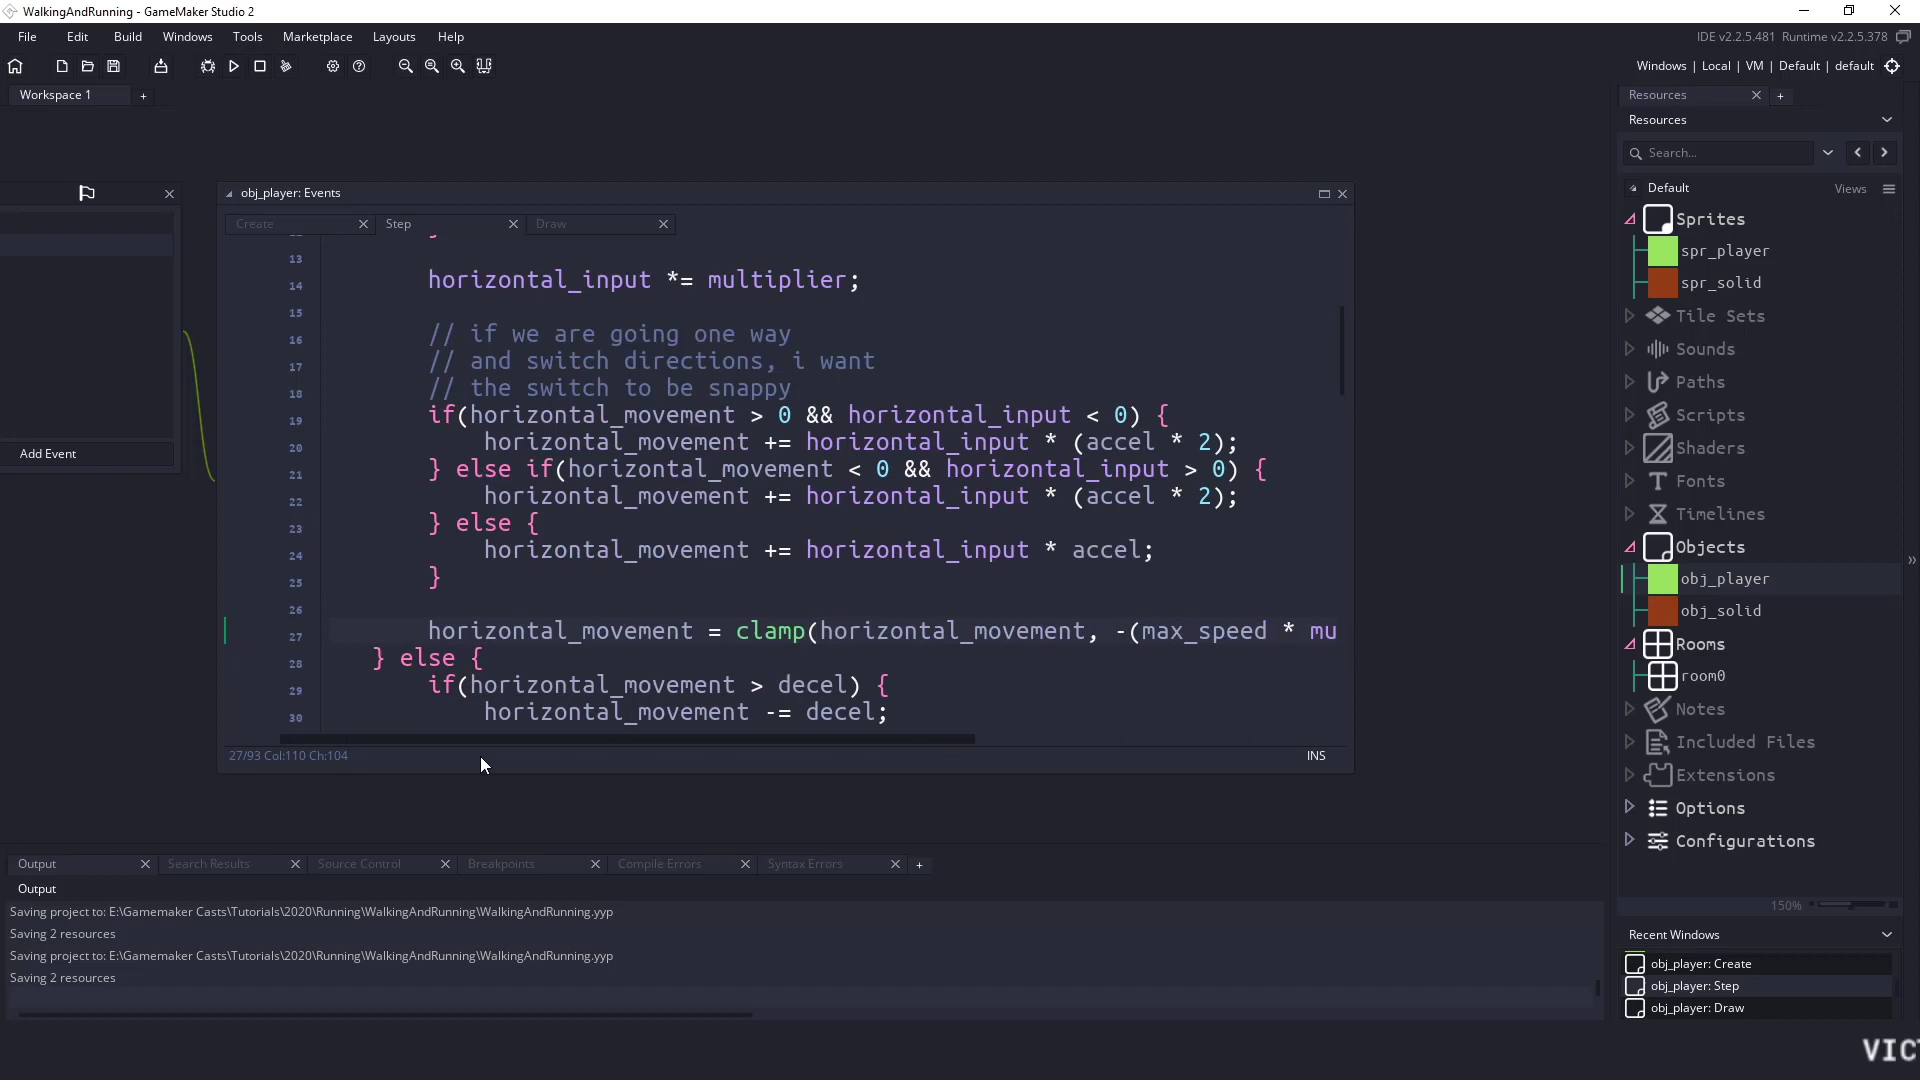 WalkingAndRunning - GameMaker Studio 2
File Edit Build Windows Tools Marketplace Layouts Help
IDE v2.2.5.481 Runtime v2.2.5.378
Windows | Local | VM | Default | default
Workspace 1 +
Resources
Resources
Search...
Default Views
Sprites
spr_player
spr_solid
Tile Sets
Sounds
Paths
Scripts
Shaders
Fonts
Timelines
Objects
obj_player
obj_solid
Rooms
room0
Notes
Included Files
Extensions
Options
Configurations
150%
Recent Windows
obj_player: Create
obj_player: Step
obj_player: Draw
Add Event
obj_player: Events
Create Step Draw
13
14 horizontal_input *= multiplier;
15
16 // if we are going one way
17 // and switch directions, i want
18 // the switch to be snappy
19 if(horizontal_movement > 0 && horizontal_input < 0) {
20 horizontal_movement += horizontal_input * (accel * 2);
21 } else if(horizontal_movement < 0 && horizontal_input > 0) {
22 horizontal_movement += horizontal_input * (accel * 2);
23 } else {
24 horizontal_movement += horizontal_input * accel;
25 }
26
27 horizontal_movement = clamp(horizontal_movement, -(max_speed * mu
28 } else {
29 if(horizontal_movement > decel) {
30 horizontal_movement -= decel;
27/93 Col:110 Ch:104 INS
Output Search Results Source Control Breakpoints Compile Errors Syntax Errors +
Output
Saving project to: E:\Gamemaker Casts\Tutorials\2020\Running\WalkingAndRunning\WalkingAndRunning.yyp
Saving 2 resources
Saving project to: E:\Gamemaker Casts\Tutorials\2020\Running\WalkingAndRunning\WalkingAndRunning.yyp
Saving 2 resources
VIC